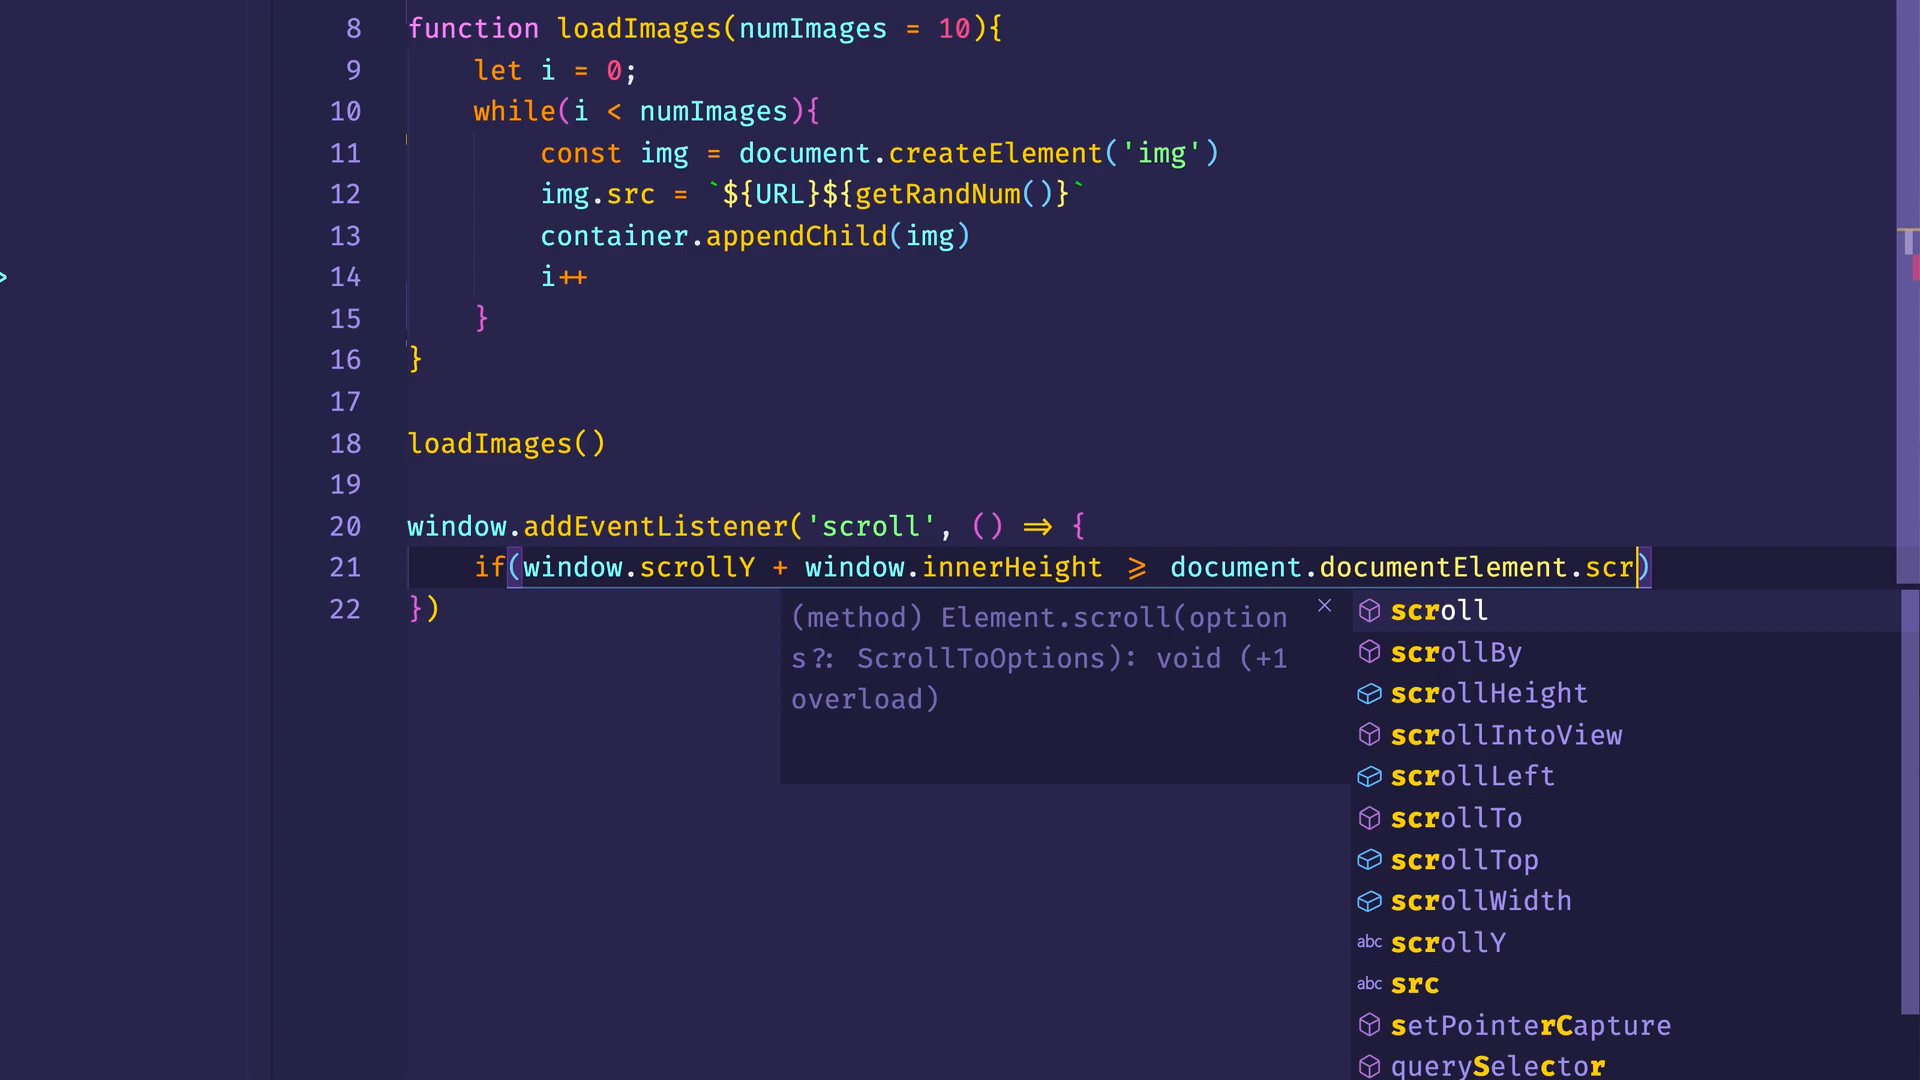 >
8 function loadImages(numImages = 10){
9 let i = 0;
10 while(i < numImages){
11 const img = document.createElement('img')
12 img.src = `${URL}${getRandNum()}`
13 container.appendChild(img)
14 i++
15 }
16 }
17
18 loadImages()
19
20 window.addEventListener('scroll', () => {
21 if(window.scrollY + window.innerHeight >= document.documentElement.scr)
22 })
(method) Element.scroll(option
s?: ScrollToOptions): void (+1
overload)
scroll
scrollBy
scrollHeight
scrollIntoView
scrollLeft
scrollTo
scrollTop
scrollWidth
abc scrollY
abc src
setPointerCapture
querySelector